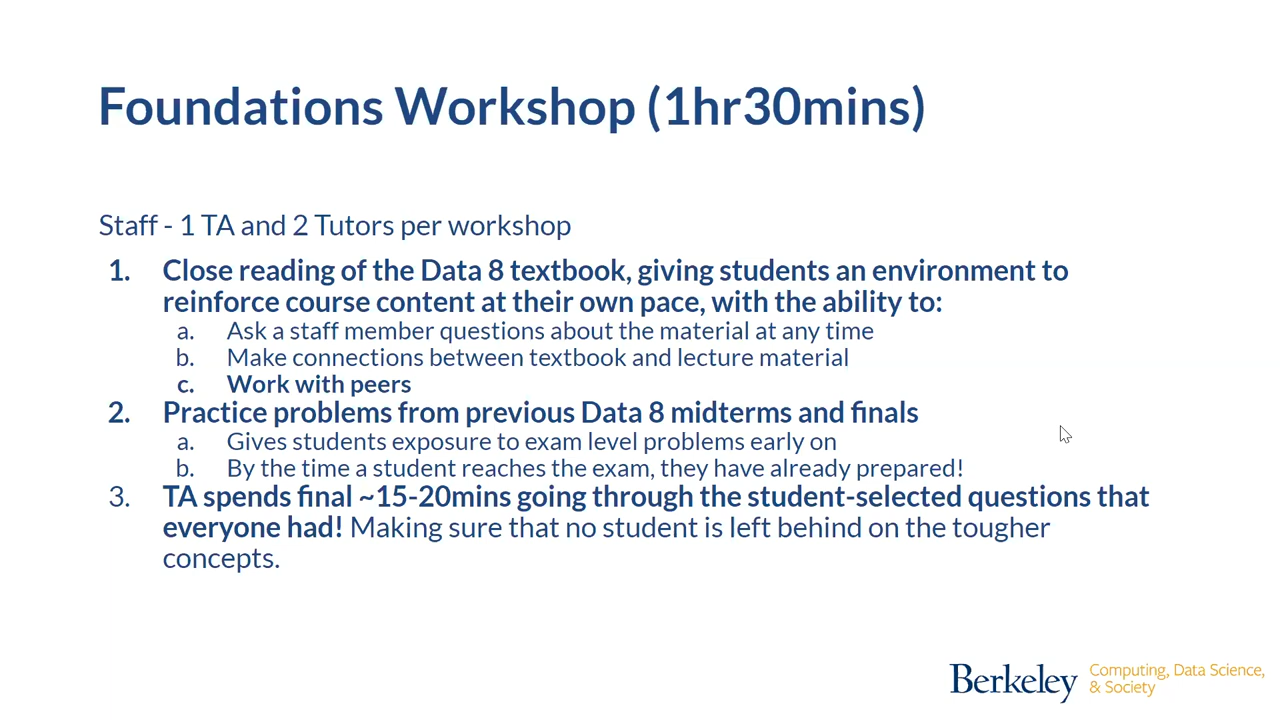 Foundations Workshop (1hr30mins)
Staff - 1 TA and 2 Tutors per workshop
1. Close reading of the Data 8 textbook, giving students an environment to
reinforce course content at their own pace, with the ability to:
a. Ask a staff member questions about the material at any time
b. Make connections between textbook and lecture material
c. Work with peers
2. Practice problems from previous Data 8 midterms and finals
a. Gives students exposure to exam level problems early on
b. By the time a student reaches the exam, they have already prepared!
3. TA spends final ~15-20mins going through the student-selected questions that
everyone had! Making sure that no student is left behind on the tougher
concepts.
Berkeley
Computing, Data Science,
& Society